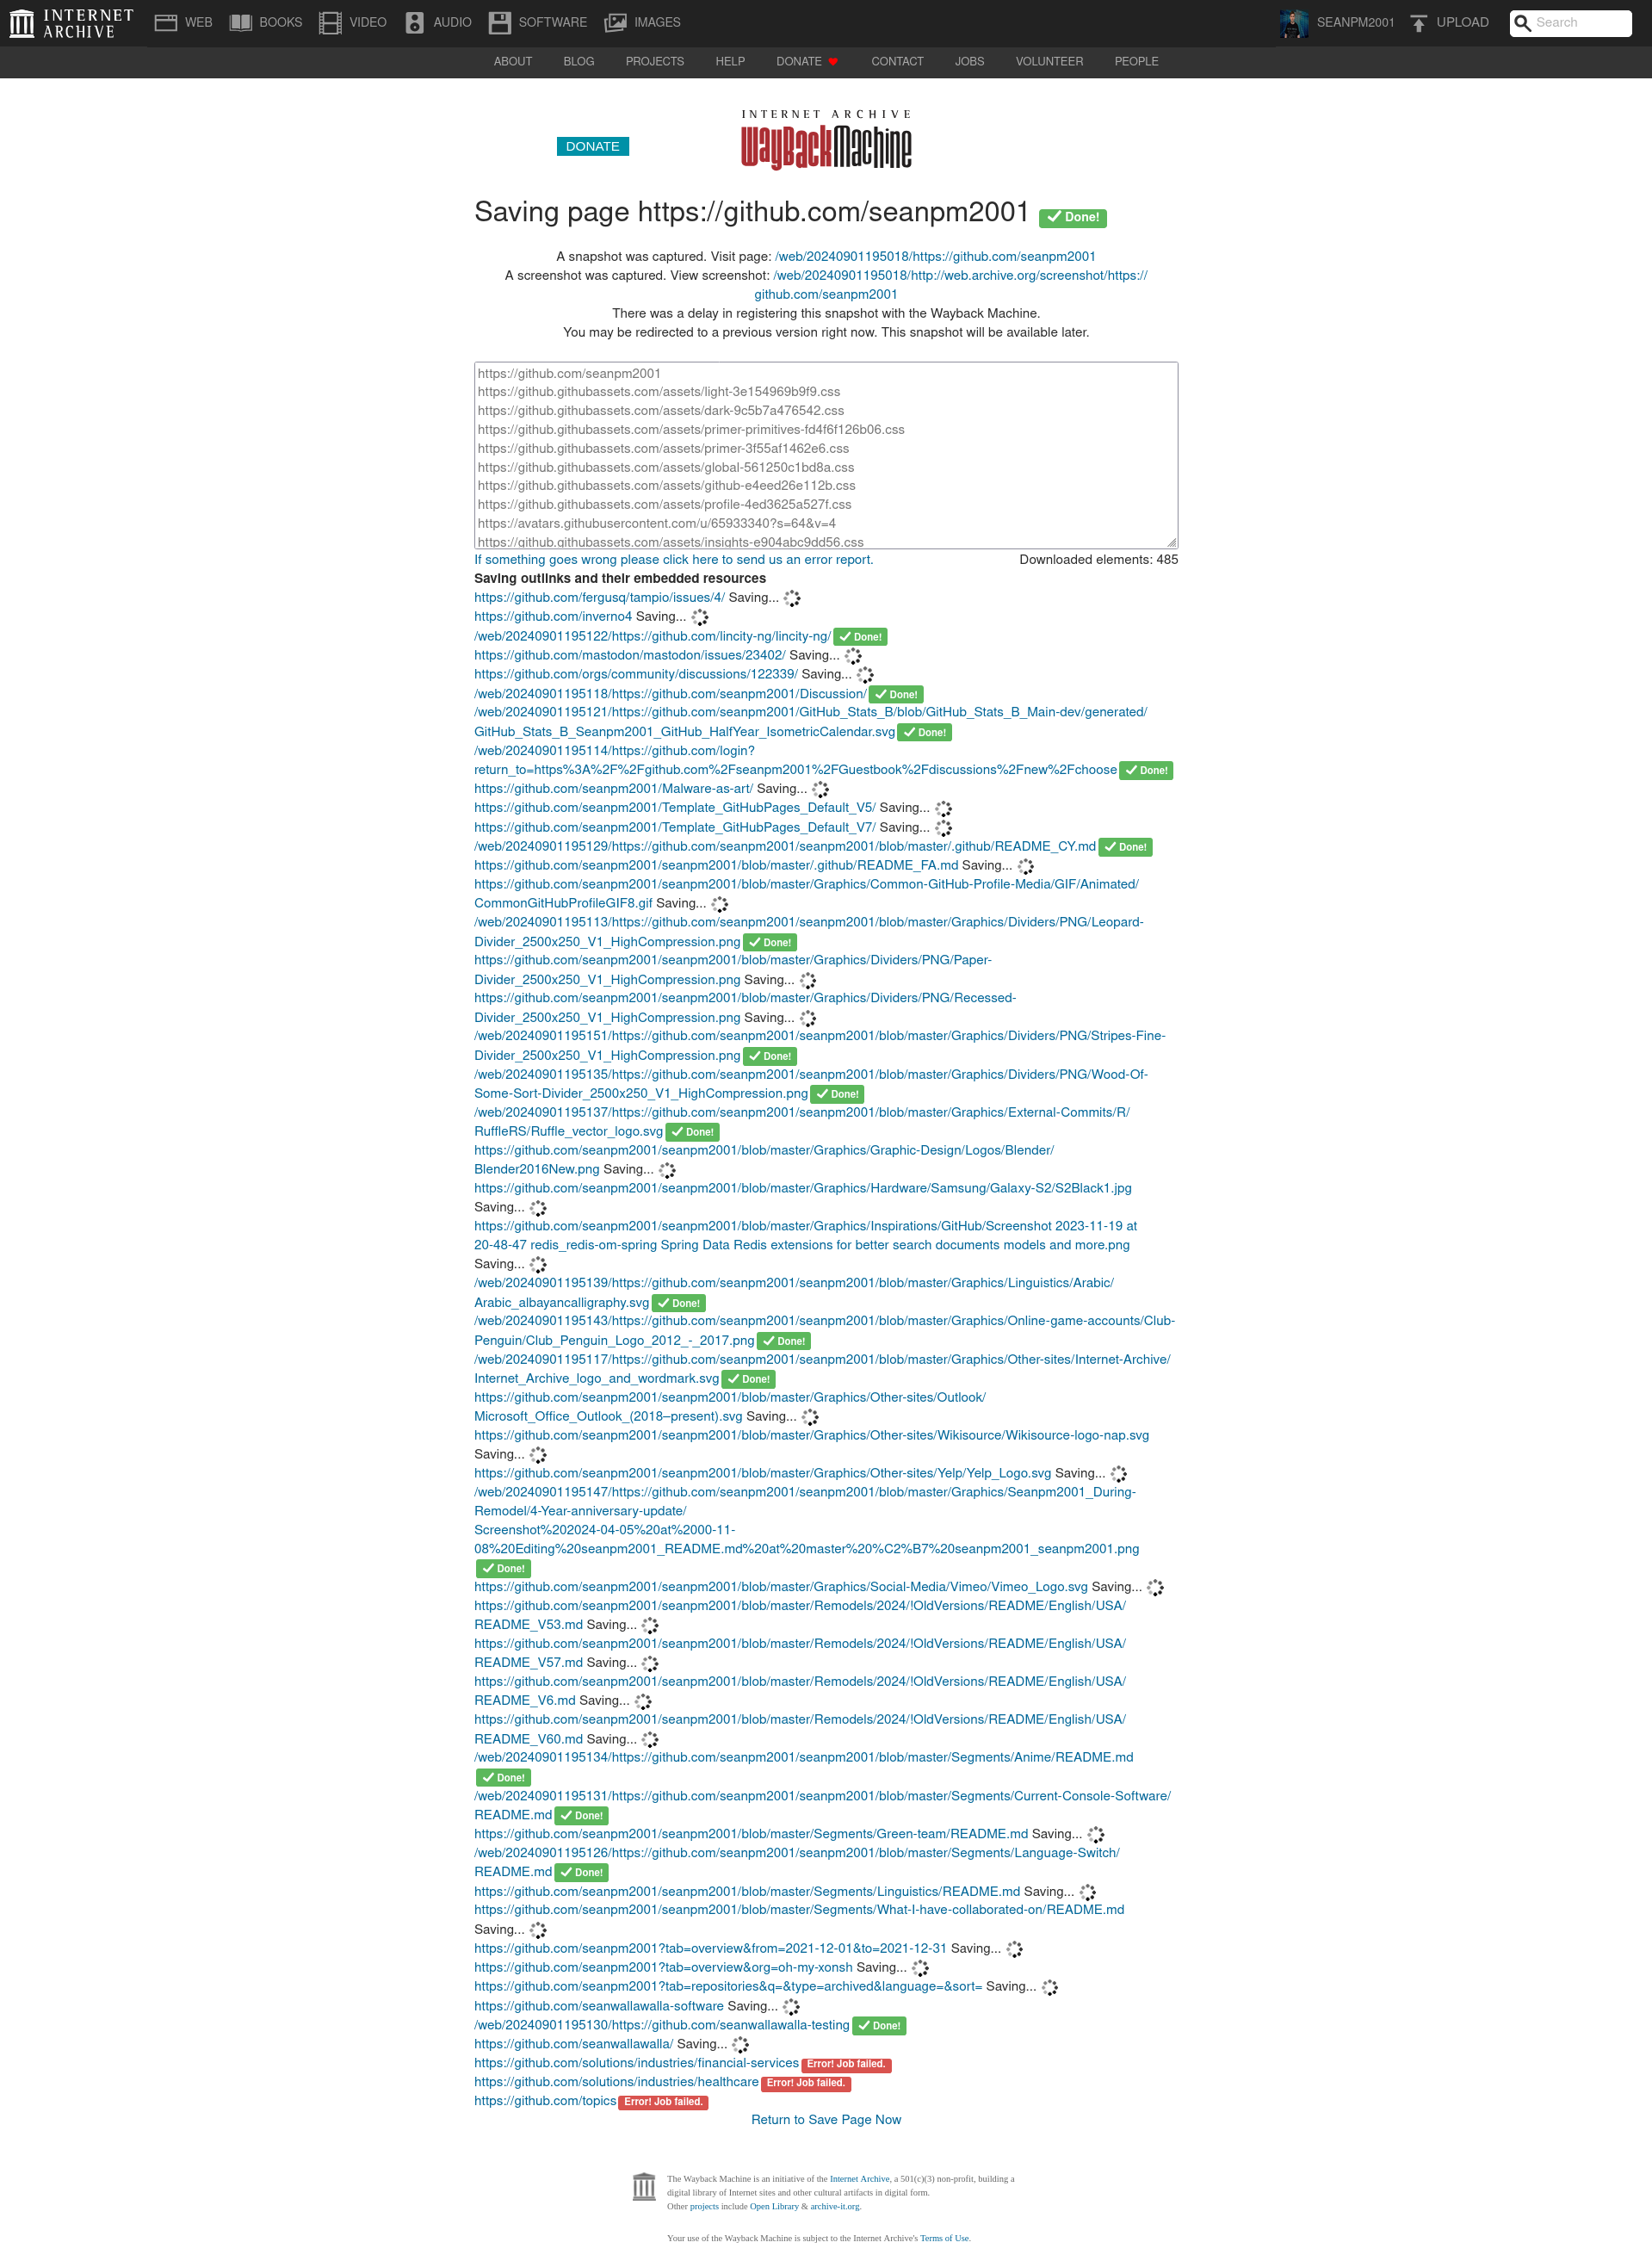 INTERNET ARCHIVE
WEB BOOKS VIDEO AUDIO SOFTWARE IMAGES SEANPM2001 UPLOAD Search
ABOUT BLOG PROJECTS HELP DONATE CONTACT JOBS VOLUNTEER PEOPLE
INTERNET ARCHIVE
DONATE WayBackMachine
Saving page https://github.com/seanpm2001 Done!
A snapshot was captured. Visit page: /web/20240901195018/https://github.com/seanpm2001
A screenshot was captured. View screenshot: /web/20240901195018/http://web.archive.org/screenshot/https://
github.com/seanpm2001
There was a delay in registering this snapshot with the Wayback Machine.
You may be redirected to a previous version right now. This snapshot will be available later.
https://github.com/seanpm2001
https://github.githubassets.com/assets/light-3e154969b9f9.css
https://github.githubassets.com/assets/dark-9c5b7a476542.css
https://github.githubassets.com/assets/primer-primitives-fd4f6f126b06.css
https://github.githubassets.com/assets/primer-3f55af1462e6.css
https://github.githubassets.com/assets/global-561250c1bd8a.css
https://github.githubassets.com/assets/github-e4eed26e112b.css
https://github.githubassets.com/assets/profile-4ed3625a527f.css
https://avatars.githubusercontent.com/u/65933340?s=64&v=4
https://github.githubassets.com/assets/insights-e904abc9dd56.css
If something goes wrong please click here to send us an error report. Downloaded elements: 485
Saving outlinks and their embedded resources
https://github.com/fergusq/tampio/issues/4/ Saving...
https://github.com/inverno4 Saving...
/web/20240901195122/https://github.com/lincity-ng/lincity-ng/ Done!
https://github.com/mastodon/mastodon/issues/23402/ Saving...
https://github.com/orgs/community/discussions/122339/ Saving...
/web/20240901195118/https://github.com/seanpm2001/Discussion/ Done!
/web/20240901195121/https://github.com/seanpm2001/GitHub_Stats_B/blob/GitHub_Stats_B_Main-dev/generated/
GitHub_Stats_B_Seanpm2001_GitHub_HalfYear_IsometricCalendar.svg Done!
/web/20240901195114/https://github.com/login?
return_to=https%3A%2F%2Fgithub.com%2Fseanpm2001%2FGuestbook%2Fdiscussions%2Fnew%2Fchoose Done!
https://github.com/seanpm2001/Malware-as-art/ Saving...
https://github.com/seanpm2001/Template_GitHubPages_Default_V5/ Saving...
https://github.com/seanpm2001/Template_GitHubPages_Default_V7/ Saving...
/web/20240901195129/https://github.com/seanpm2001/seanpm2001/blob/master/.github/README_CY.md Done!
https://github.com/seanpm2001/seanpm2001/blob/master/.github/README_FA.md Saving...
https://github.com/seanpm2001/seanpm2001/blob/master/Graphics/Common-GitHub-Profile-Media/GIF/Animated/
CommonGitHubProfileGIF8.gif Saving...
/web/20240901195113/https://github.com/seanpm2001/seanpm2001/blob/master/Graphics/Dividers/PNG/Leopard-
Divider_2500x250_V1_HighCompression.png Done!
https://github.com/seanpm2001/seanpm2001/blob/master/Graphics/Dividers/PNG/Paper-
Divider_2500x250_V1_HighCompression.png Saving...
https://github.com/seanpm2001/seanpm2001/blob/master/Graphics/Dividers/PNG/Recessed-
Divider_2500x250_V1_HighCompression.png Saving...
/web/20240901195151/https://github.com/seanpm2001/seanpm2001/blob/master/Graphics/Dividers/PNG/Stripes-Fine-
Divider_2500x250_V1_HighCompression.png Done!
/web/20240901195135/https://github.com/seanpm2001/seanpm2001/blob/master/Graphics/Dividers/PNG/Wood-Of-
Some-Sort-Divider_2500x250_V1_HighCompression.png Done!
/web/20240901195137/https://github.com/seanpm2001/seanpm2001/blob/master/Graphics/External-Commits/R/
RuffleRS/Ruffle_vector_logo.svg Done!
https://github.com/seanpm2001/seanpm2001/blob/master/Graphics/Graphic-Design/Logos/Blender/
Blender2016New.png Saving...
https://github.com/seanpm2001/seanpm2001/blob/master/Graphics/Hardware/Samsung/Galaxy-S2/S2Black1.jpg
Saving...
https://github.com/seanpm2001/seanpm2001/blob/master/Graphics/Inspirations/GitHub/Screenshot 2023-11-19 at
20-48-47 redis_redis-om-spring Spring Data Redis extensions for better search documents models and more.png
Saving...
/web/20240901195139/https://github.com/seanpm2001/seanpm2001/blob/master/Graphics/Linguistics/Arabic/
Arabic_albayancalligraphy.svg Done!
/web/20240901195143/https://github.com/seanpm2001/seanpm2001/blob/master/Graphics/Online-game-accounts/Club-
Penguin/Club_Penguin_Logo_2012_-_2017.png Done!
/web/20240901195117/https://github.com/seanpm2001/seanpm2001/blob/master/Graphics/Other-sites/Internet-Archive/
Internet_Archive_logo_and_wordmark.svg Done!
https://github.com/seanpm2001/seanpm2001/blob/master/Graphics/Other-sites/Outlook/
Microsoft_Office_Outlook_(2018–present).svg Saving...
https://github.com/seanpm2001/seanpm2001/blob/master/Graphics/Other-sites/Wikisource/Wikisource-logo-nap.svg
Saving...
https://github.com/seanpm2001/seanpm2001/blob/master/Graphics/Other-sites/Yelp/Yelp_Logo.svg Saving...
/web/20240901195147/https://github.com/seanpm2001/seanpm2001/blob/master/Graphics/Seanpm2001_During-
Remodel/4-Year-anniversary-update/
Screenshot%202024-04-05%20at%2000-11-
08%20Editing%20seanpm2001_README.md%20at%20master%20%C2%B7%20seanpm2001_seanpm2001.png
Done!
https://github.com/seanpm2001/seanpm2001/blob/master/Graphics/Social-Media/Vimeo/Vimeo_Logo.svg Saving...
https://github.com/seanpm2001/seanpm2001/blob/master/Remodels/2024/!OldVersions/README/English/USA/
README_V53.md Saving...
https://github.com/seanpm2001/seanpm2001/blob/master/Remodels/2024/!OldVersions/README/English/USA/
README_V57.md Saving...
https://github.com/seanpm2001/seanpm2001/blob/master/Remodels/2024/!OldVersions/README/English/USA/
README_V6.md Saving...
https://github.com/seanpm2001/seanpm2001/blob/master/Remodels/2024/!OldVersions/README/English/USA/
README_V60.md Saving...
/web/20240901195134/https://github.com/seanpm2001/seanpm2001/blob/master/Segments/Anime/README.md
Done!
/web/20240901195131/https://github.com/seanpm2001/seanpm2001/blob/master/Segments/Current-Console-Software/
README.md Done!
https://github.com/seanpm2001/seanpm2001/blob/master/Segments/Green-team/README.md Saving...
/web/20240901195126/https://github.com/seanpm2001/seanpm2001/blob/master/Segments/Language-Switch/
README.md Done!
https://github.com/seanpm2001/seanpm2001/blob/master/Segments/Linguistics/README.md Saving...
https://github.com/seanpm2001/seanpm2001/blob/master/Segments/What-I-have-collaborated-on/README.md
Saving...
https://github.com/seanpm2001?tab=overview&from=2021-12-01&to=2021-12-31 Saving...
https://github.com/seanpm2001?tab=overview&org=oh-my-xonsh Saving...
https://github.com/seanpm2001?tab=repositories&q=&type=archived&language=&sort= Saving...
https://github.com/seanwallawalla-software Saving...
/web/20240901195130/https://github.com/seanwallawalla-testing Done!
https://github.com/seanwallawalla/ Saving...
https://github.com/solutions/industries/financial-services Error! Job failed.
https://github.com/solutions/industries/healthcare Error! Job failed.
https://github.com/topics Error! Job failed.
Return to Save Page Now
The Wayback Machine is an initiative of the Internet Archive, a 501(c)(3) non-profit, building a
digital library of Internet sites and other cultural artifacts in digital form.
Other projects include Open Library & archive-it.org.
Your use of the Wayback Machine is subject to the Internet Archive's Terms of Use.